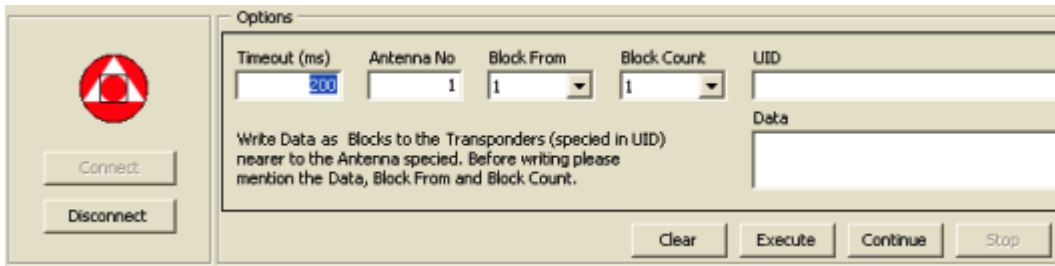 Options
Timeout (ms) Antenna No Block From Block Count UID
200 1 1 1
Data
Write Data as Blocks to the Transponders (specied in UID)
nearer to the Antenna specied. Before writing please
mention the Data, Block From and Block Count.
Connect
Disconnect
Clear Execute Continue Stop